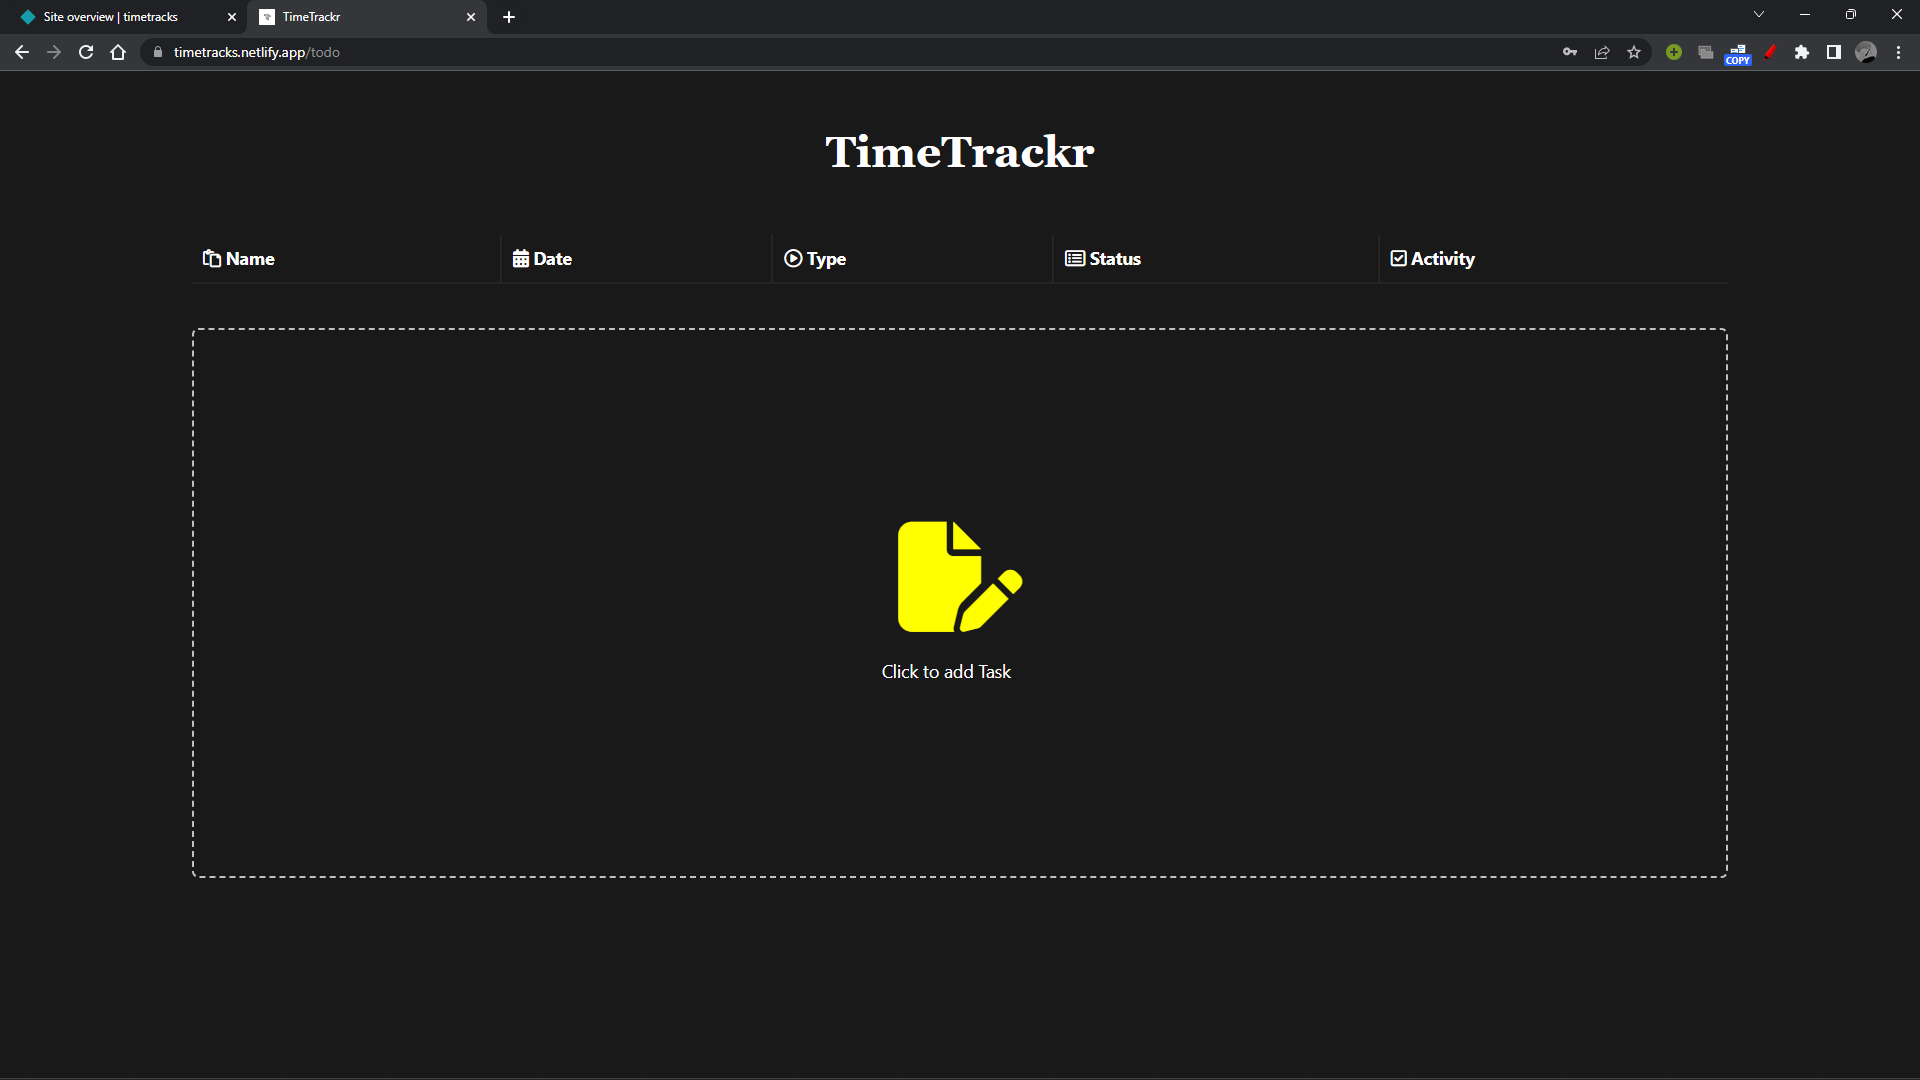 Site overview | timetracks
TimeTrackr
timetracks.netlify.app/todo
COPY
TimeTrackr
Name Date Type Status Activity
Click to add Task